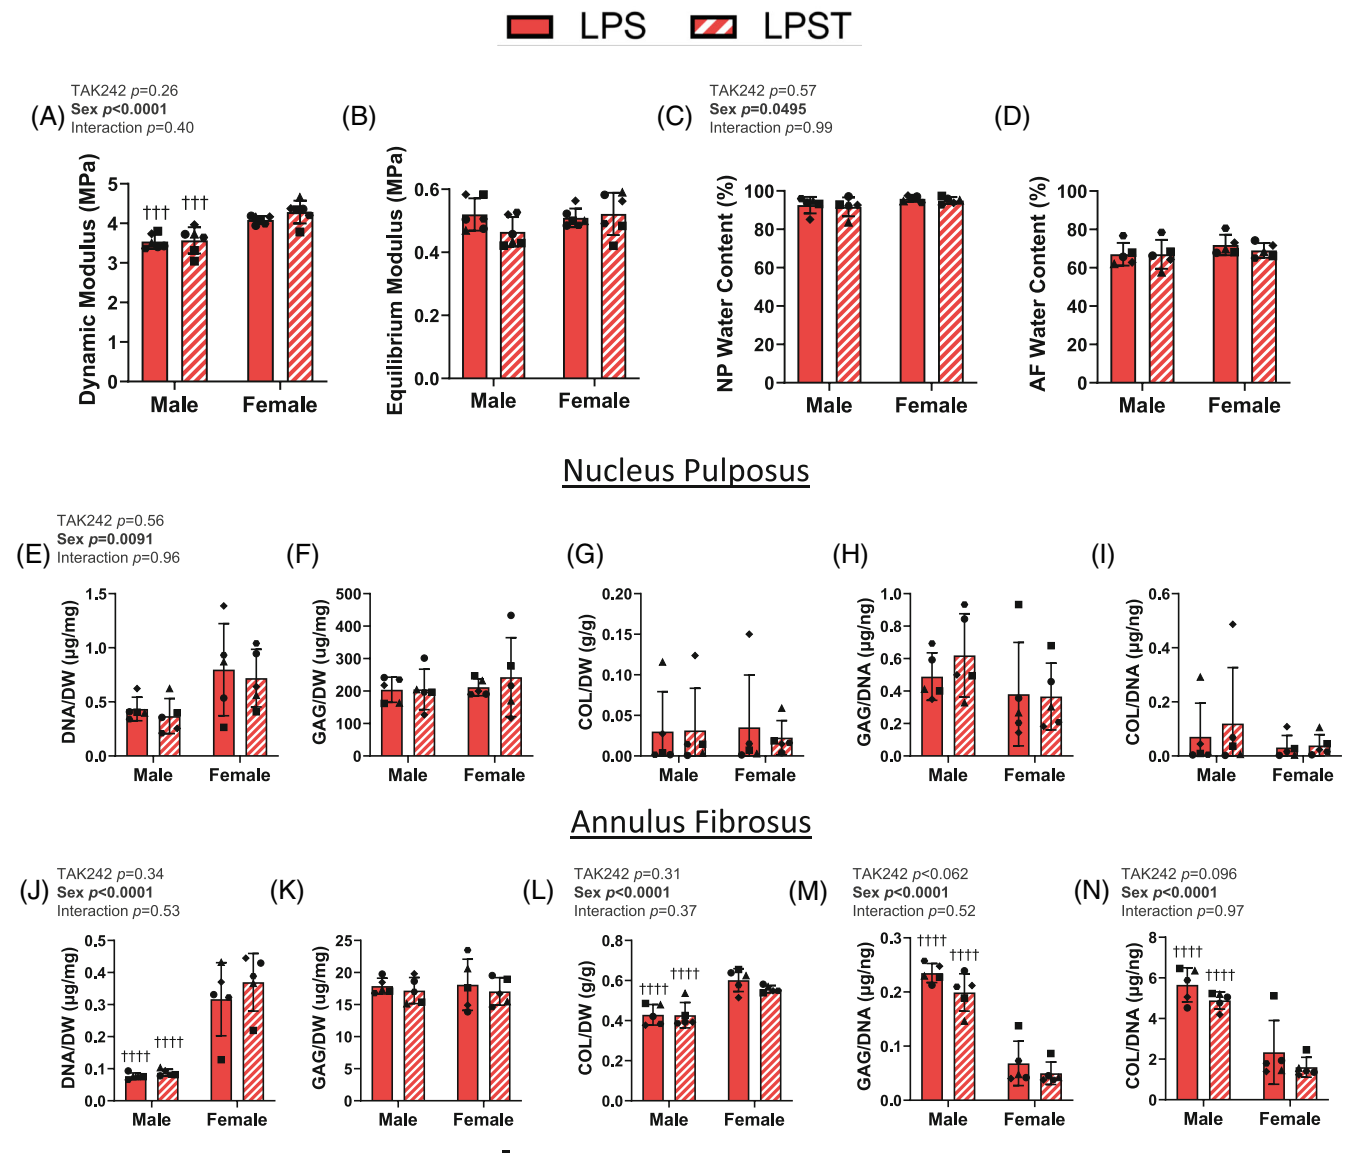 LPS LPST
(A) TAK242 p=0.26
Sex p<0.0001
Interaction p=0.40
Dynamic Modulus (MPa)
5
4
3
2
1
0
††† †††
Male Female
(B)
Equilibrium Modulus (MPa)
0.6
0.4
0.2
0.0
Male Female
(C) TAK242 p=0.57
Sex p=0.0495
Interaction p=0.99
NP Water Content (%)
100
80
60
40
20
0
Male Female
(D)
AF Water Content (%)
100
80
60
40
20
0
Male Female
Nucleus Pulposus
(E) TAK242 p=0.56
Sex p=0.0091
Interaction p=0.96
DNA/DW (µg/mg)
1.5
1.0
0.5
0.0
Male Female
(F)
GAG/DW (ug/mg)
500
400
300
200
100
0
Male Female
(G)
COL/DW (g/g)
0.20
0.15
0.10
0.05
0.00
Male Female
(H)
GAG/DNA (µg/mg)
1.0
0.8
0.6
0.4
0.2
0.0
Male Female
(I)
COL/DNA (µg/mg)
0.6
0.4
0.2
0.0
Male Female
Annulus Fibrosus
(J) TAK242 p=0.34
Sex p<0.0001
Interaction p=0.53
DNA/DW (µg/mg)
0.5
0.4
0.3
0.2
0.1
0.0
†††† ††††
Male Female
(K)
GAG/DW (µg/mg)
25
20
15
10
5
0
Male Female
(L) TAK242 p=0.31
Sex p<0.0001
Interaction p=0.37
COL/DW (g/g)
0.8
0.6
0.4
0.2
0.0
†††† ††††
Male Female
(M) TAK242 p<0.062
Sex p<0.0001
Interaction p=0.52
GAG/DNA (µg/mg)
0.3
0.2
0.1
0.0
†††† ††††
Male Female
(N) TAK242 p=0.096
Sex p<0.0001
Interaction p=0.97
COL/DNA (µg/mg)
8
6
4
2
0
†††† ††††
Male Female